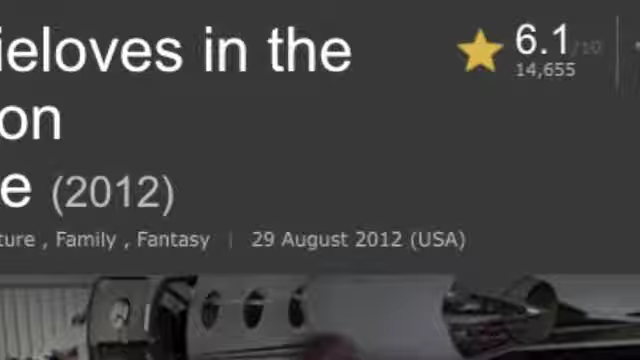 ieloves in the
on
e (2012)
6.1/10
14,655
ture , Family , Fantasy | 29 August 2012 (USA)